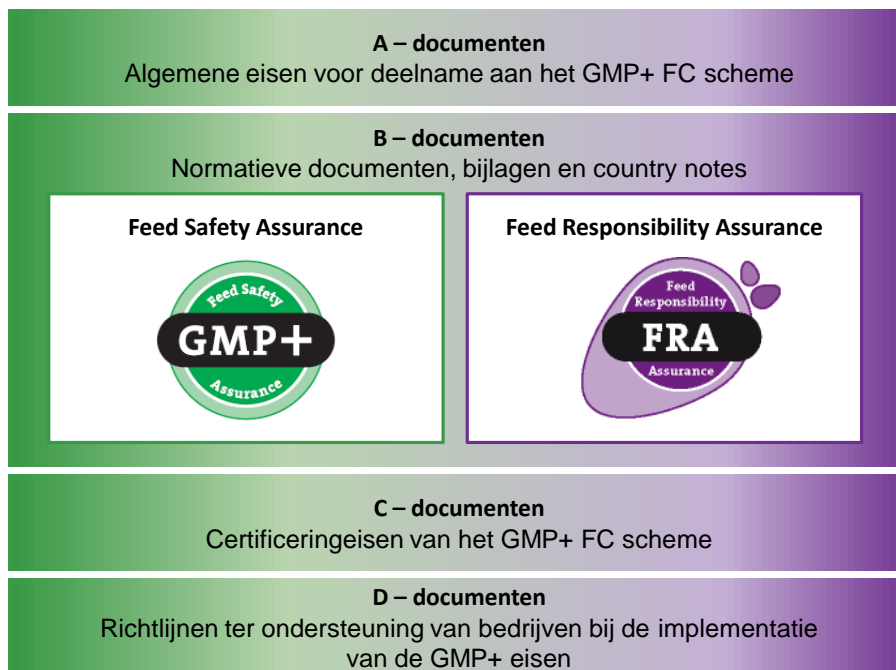 A – documenten
Algemene eisen voor deelname aan het GMP+ FC scheme
B – documenten
Normatieve documenten, bijlagen en country notes
Feed Safety Assurance
Feed Safety
GMP+
Assurance
Feed Responsibility Assurance
Feed
Responsibility
FRA
Assurance
C – documenten
Certificeringeisen van het GMP+ FC scheme
D – documenten
Richtlijnen ter ondersteuning van bedrijven bij de implementatie
van de GMP+ eisen